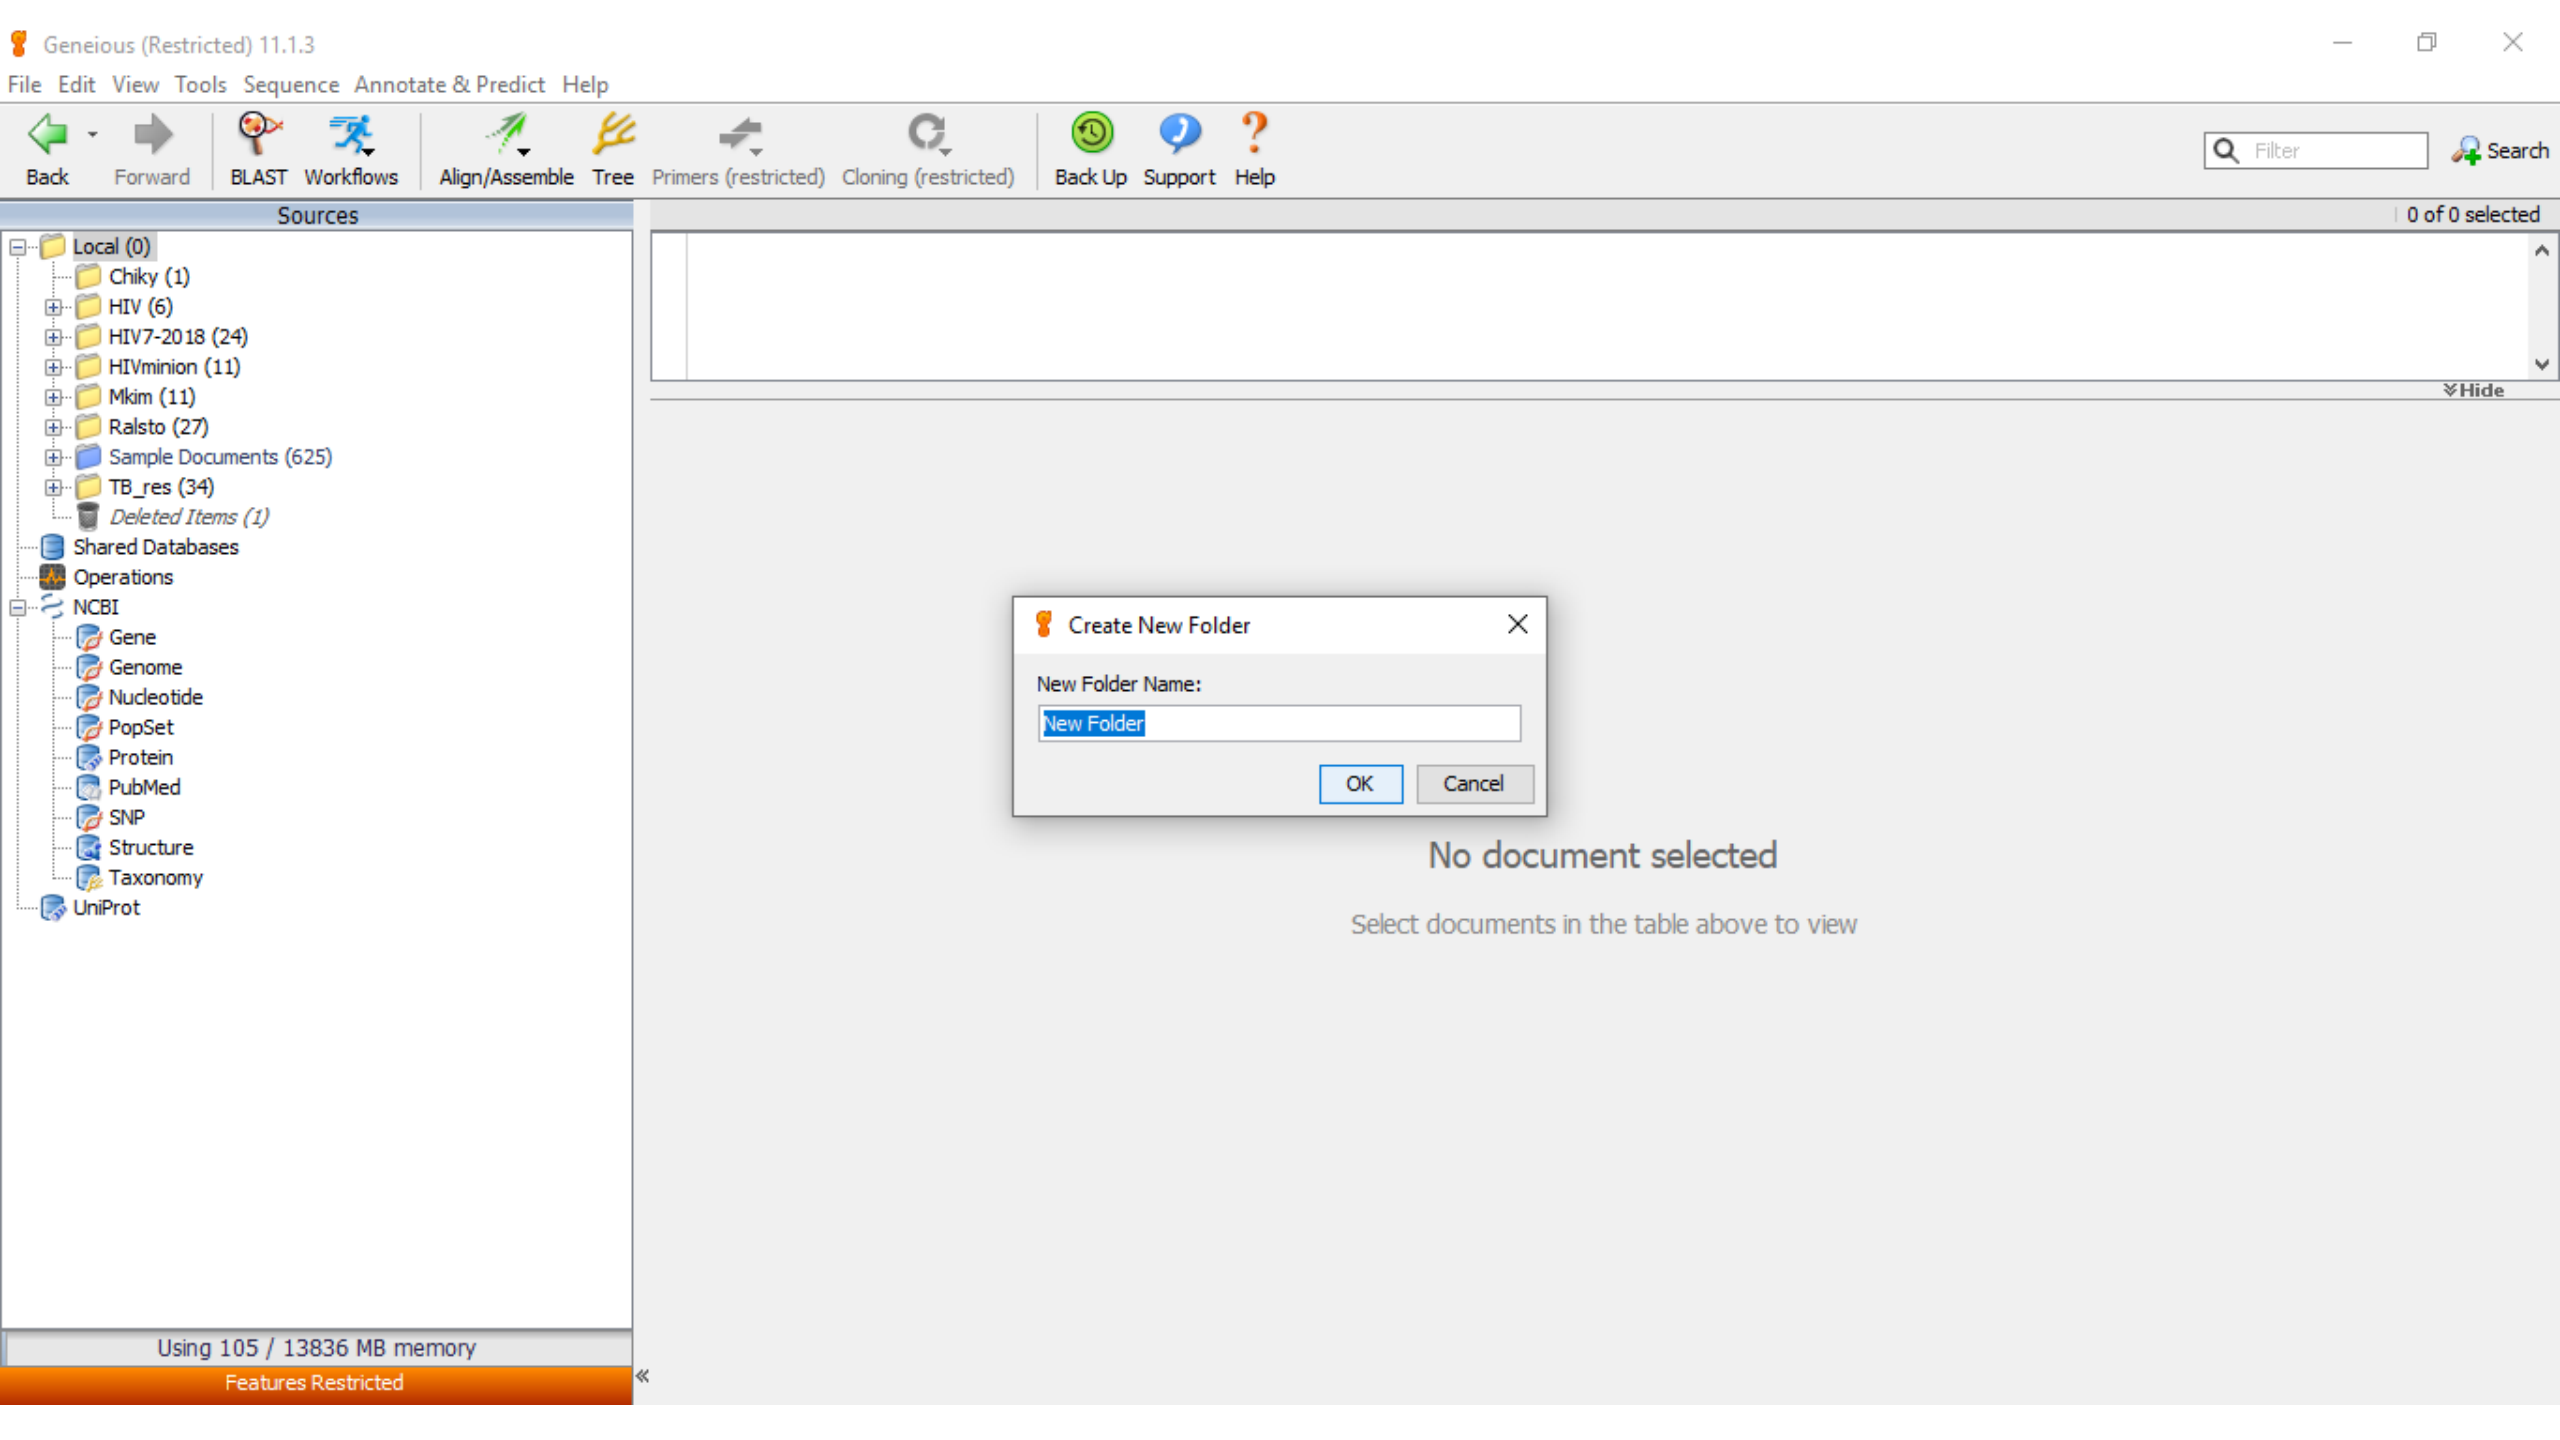 Geneious (Restricted) 11.1.3
File Edit View Tools Sequence Annotate & Predict Help
Back Forward BLAST Workflows Align/Assemble Tree Primers (restricted) Cloning (restricted) Back Up Support Help Filter Search
Sources
0 of 0 selected
Local (0)
Chiky (1)
HIV (6)
HIV7-2018 (24)
HIVminion (11)
Mkim (11)
Ralsto (27)
Sample Documents (625)
TB_res (34)
Deleted Items (1)
Shared Databases
Operations
NCBI
Gene
Genome
Nucleotide
PopSet
Protein
PubMed
SNP
Structure
Taxonomy
UniProt
Hide
Create New Folder
New Folder Name:
New Folder
OK Cancel
No document selected
Select documents in the table above to view
Using 105 / 13836 MB memory
Features Restricted